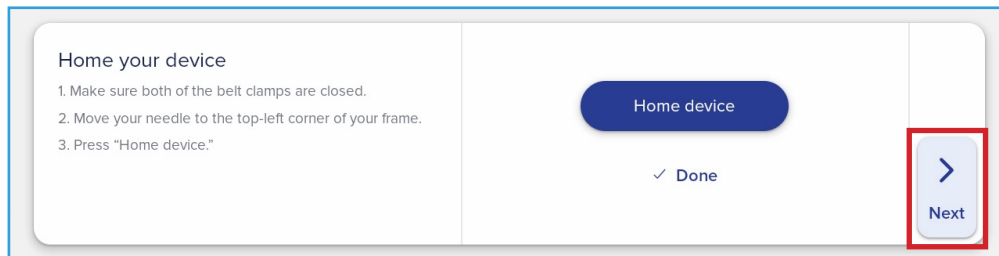 Home your device
1. Make sure both of the belt clamps are closed.
2. Move your needle to the top-left corner of your frame.
3. Press “Home device.”
Home device
Done
Next